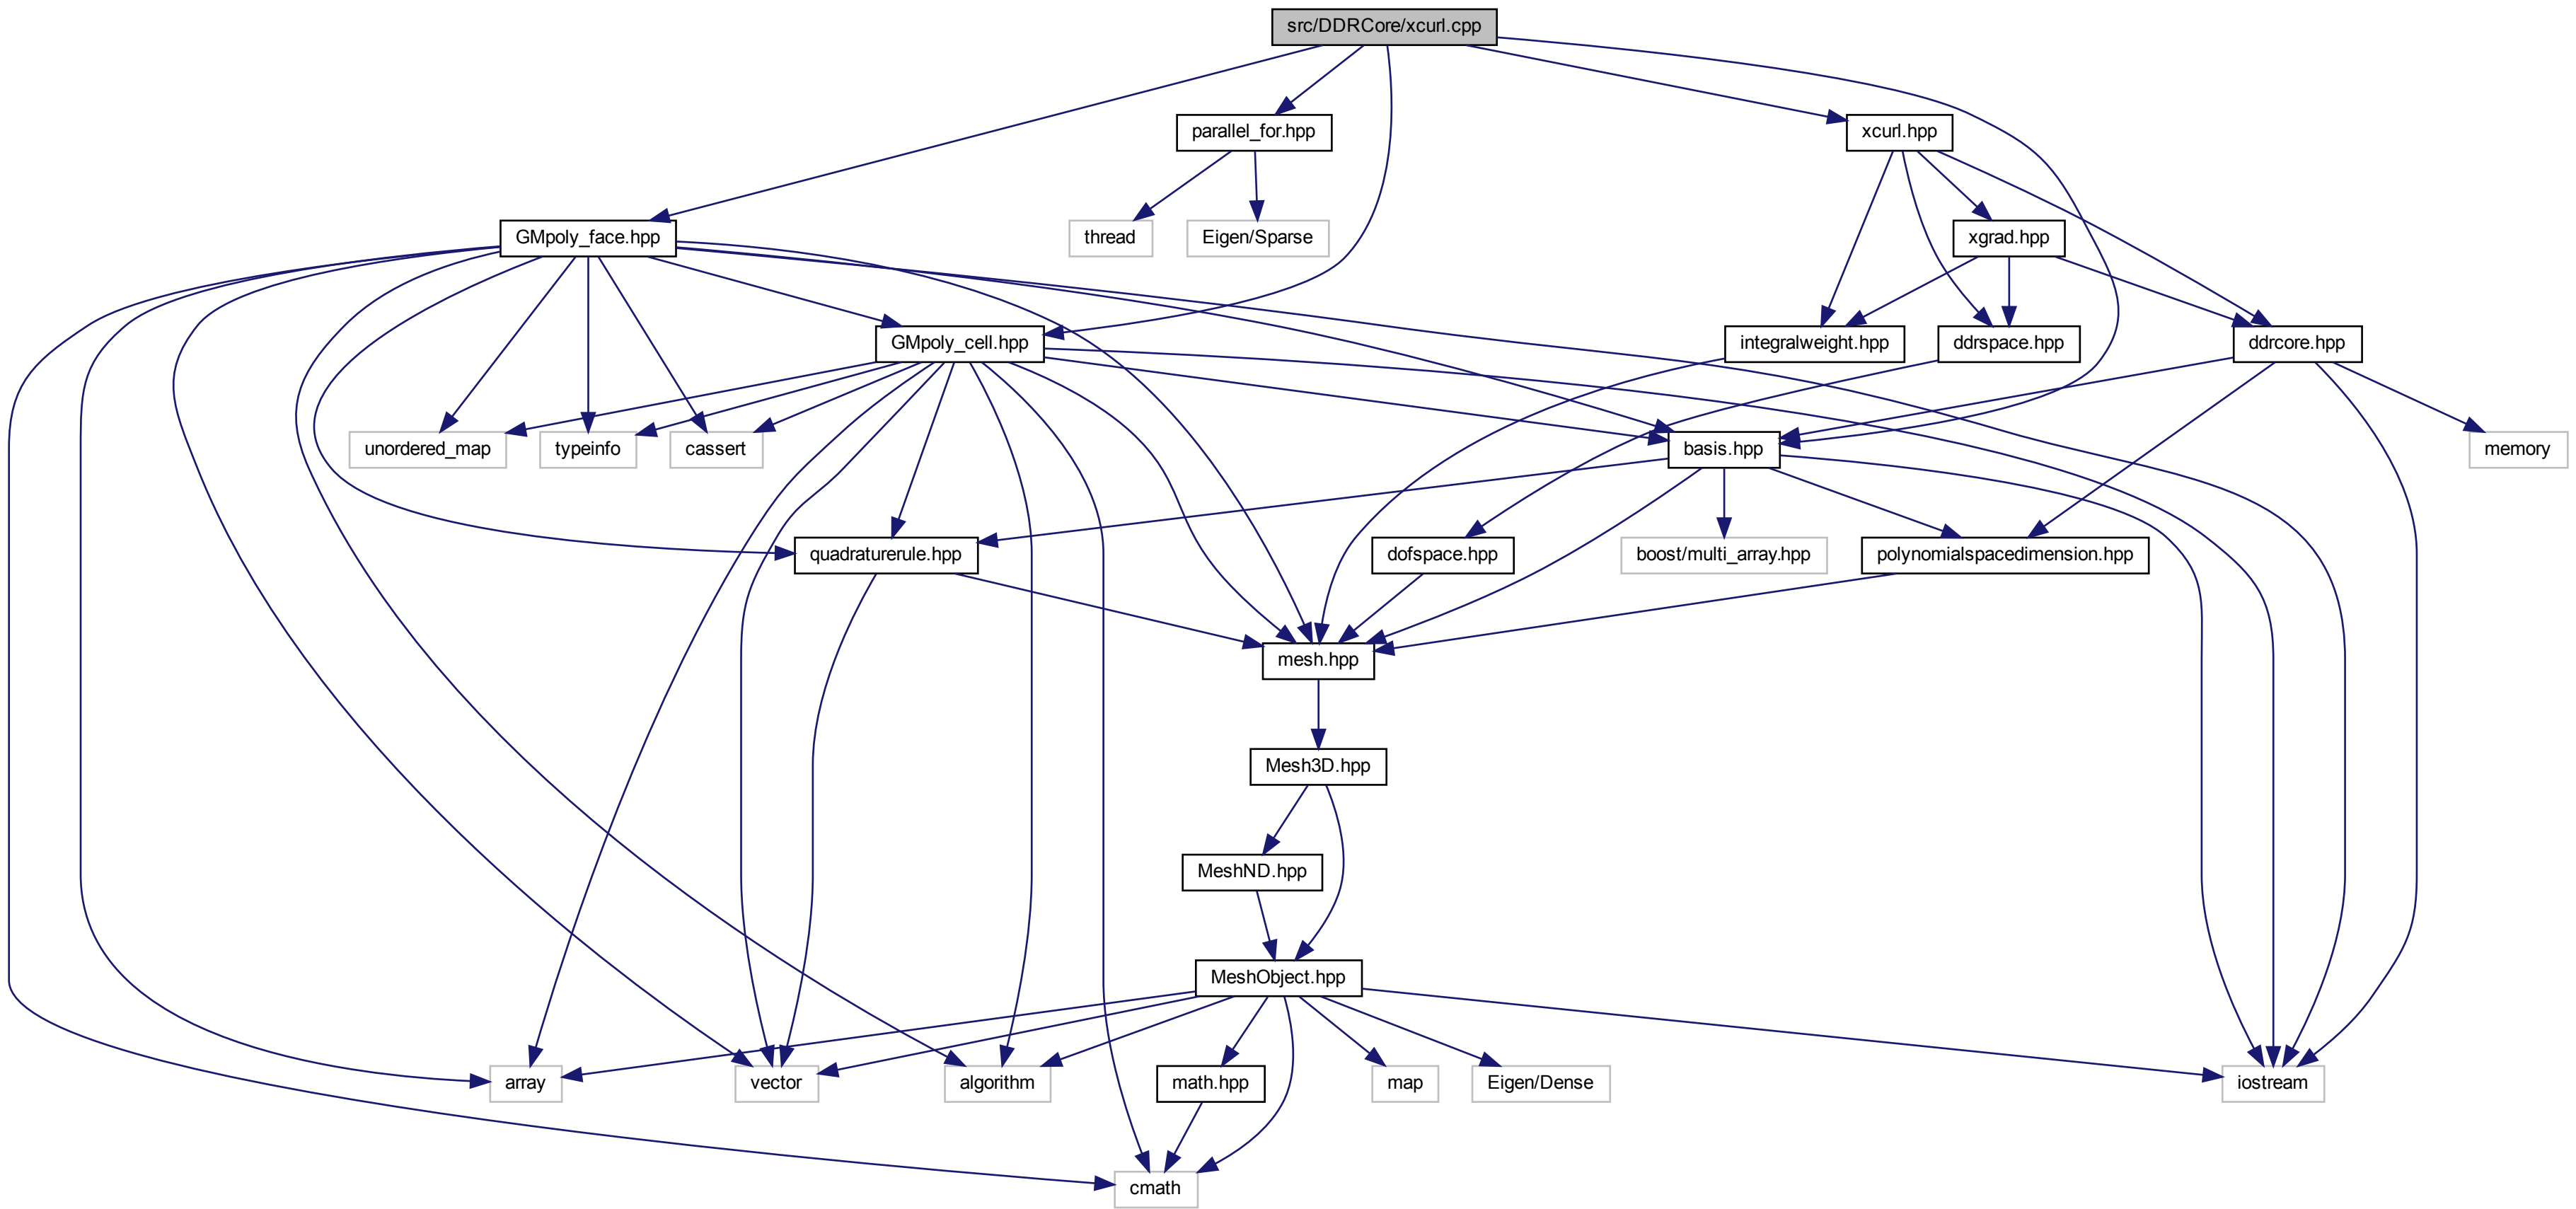 src/DDRCore/xcurl.cpp
parallel_for.hpp
xcurl.hpp
GMpoly_face.hpp
thread
Eigen/Sparse
xgrad.hpp
GMpoly_cell.hpp
integralweight.hpp
ddrspace.hpp
ddrcore.hpp
unordered_map
typeinfo
cassert
basis.hpp
memory
quadraturerule.hpp
dofspace.hpp
boost/multi_array.hpp
polynomialspacedimension.hpp
mesh.hpp
Mesh3D.hpp
MeshND.hpp
MeshObject.hpp
array
vector
algorithm
math.hpp
map
Eigen/Dense
iostream
cmath